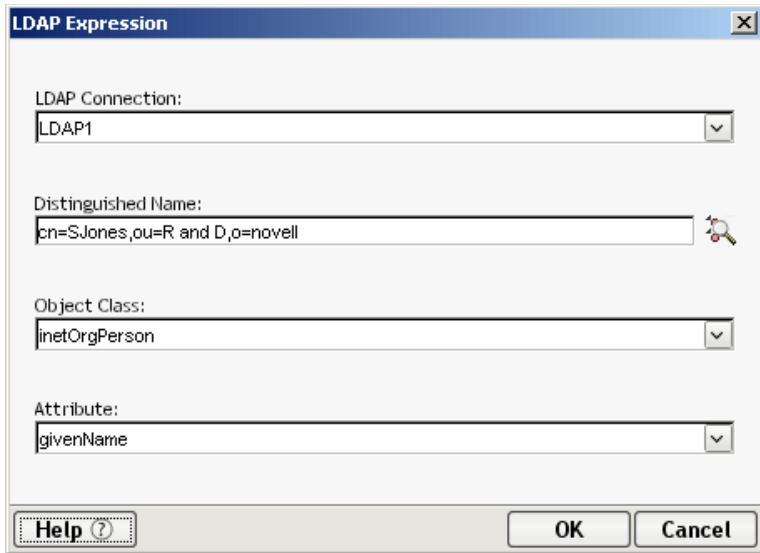 LDAP Expression
LDAP Connection:
LDAP1
Distinguished Name:
cn=SJones,ou=R and D,o=novell
Object Class:
inetOrgPerson
Attribute:
givenName
Help ?
OK
Cancel